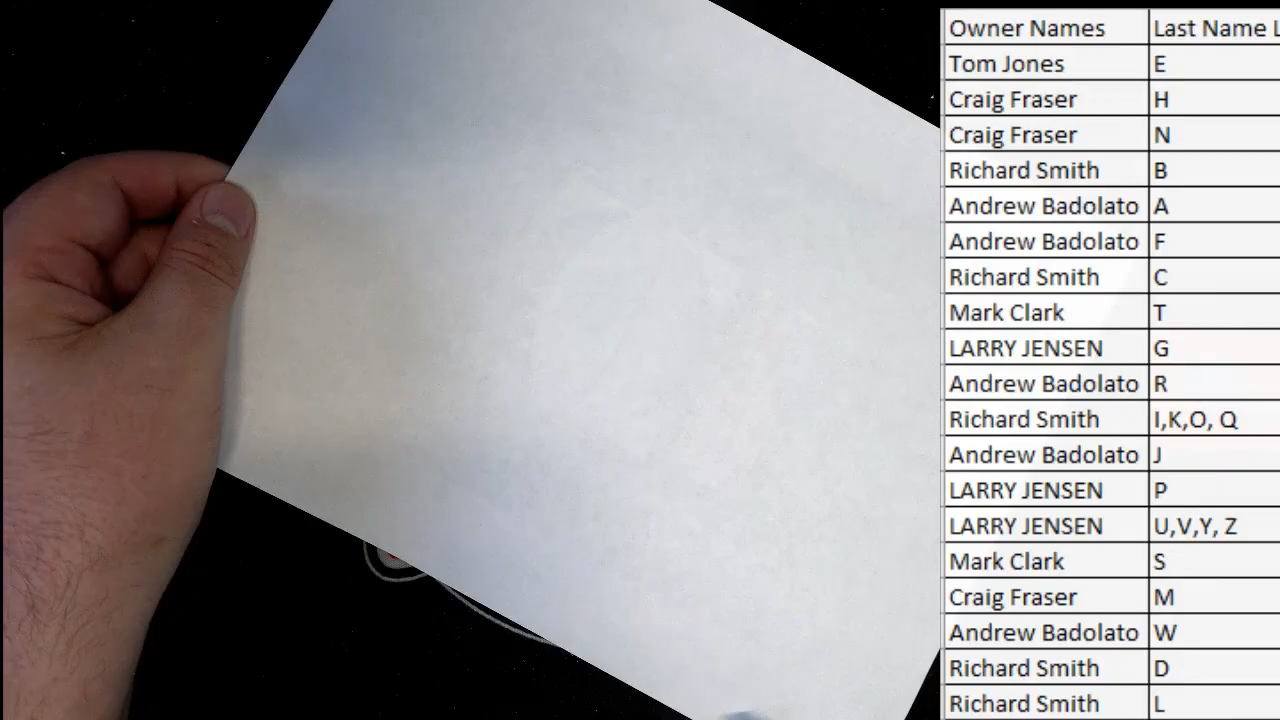 Owner Names Last Name L
Tom Jones E
Craig Fraser H
Craig Fraser N
Richard Smith B
Andrew Badolato A
Andrew Badolato F
Richard Smith C
Mark Clark T
LARRY JENSEN G
Andrew Badolato R
Richard Smith I,K,O, Q
Andrew Badolato J
LARRY JENSEN P
LARRY JENSEN U,V,Y, Z
Mark Clark S
Craig Fraser M
Andrew Badolato W
Richard Smith D
Richard Smith L